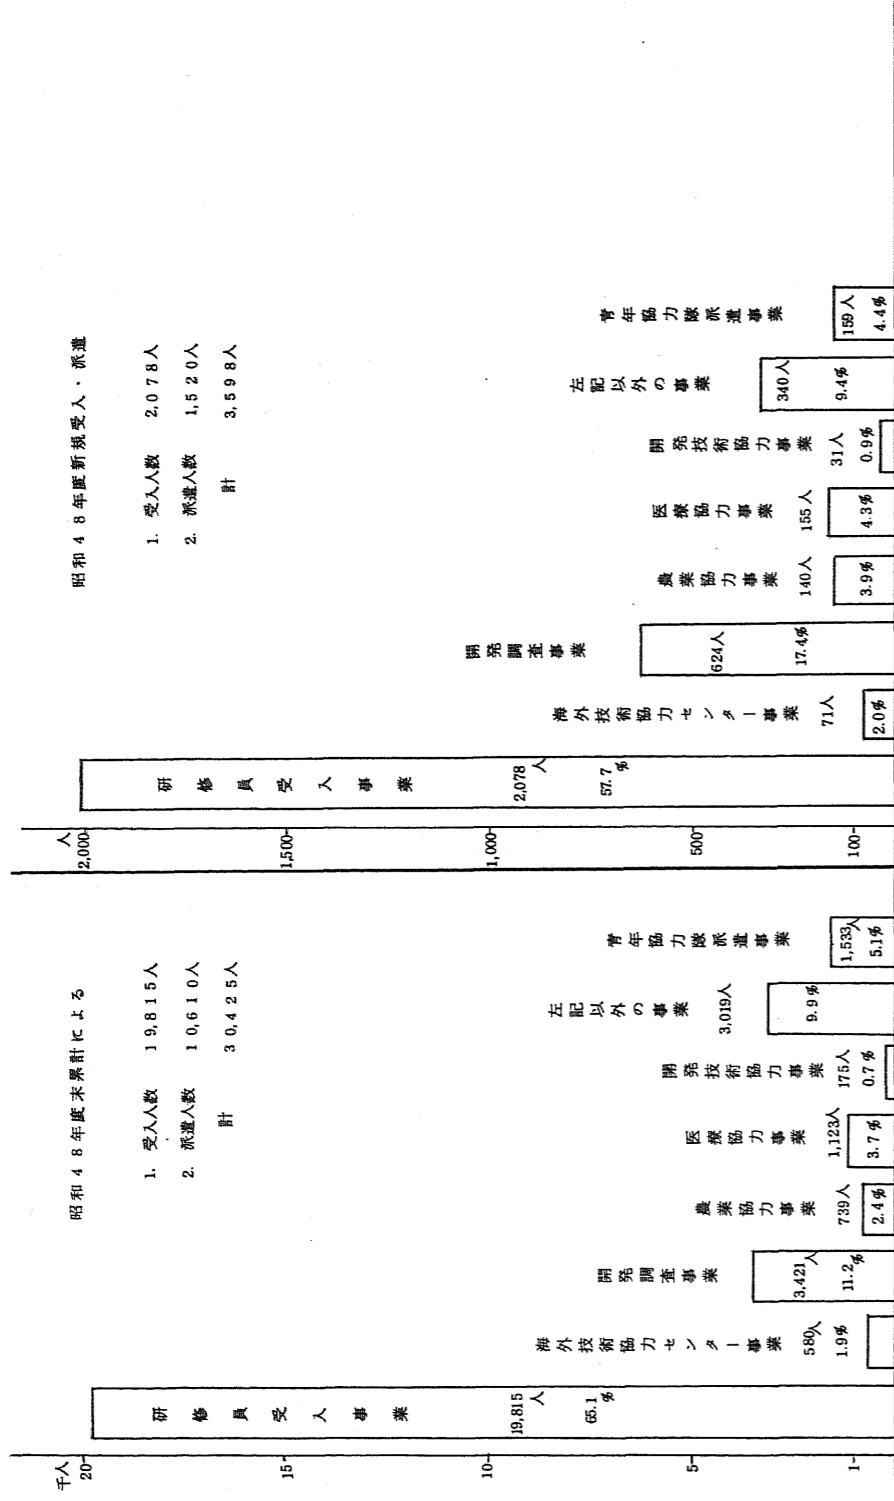 昭和48年度末累計による
1. 受入人数 19,815人
2. 派遣人数 10,610人
計 30,425人
千人
20
15
10
5
1
研修員受入事業
19,815人
65.1%
海外技術協力センター事業
580人
1.9%
開発調査事業
3,421人
11.2%
農業協力事業
739人
2.4%
医療協力事業
1,123人
3.7%
開発技術協力事業
175人
0.7%
左記以外の事業
3,019人
9.9%
青年協力隊派遣事業
1,533人
5.1%
昭和48年度新規受入・派遣
1. 受入人数 2,078人
2. 派遣人数 1,520人
計 3,598人
人
2,000
1,500
1,000
500
100
研修員受入事業
2,078人
57.7%
海外技術協力センター事業
71人
2.0%
開発調査事業
624人
17.4%
農業協力事業
140人
3.9%
医療協力事業
155人
4.3%
開発技術協力事業
31人
0.9%
左記以外の事業
340人
9.4%
青年協力隊派遣事業
159人
4.4%